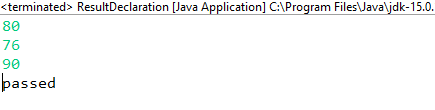 <terminated> ResultDeclaration [Java Application] C:\Program Files\Java\jdk-15.0.
80
76
90
passed